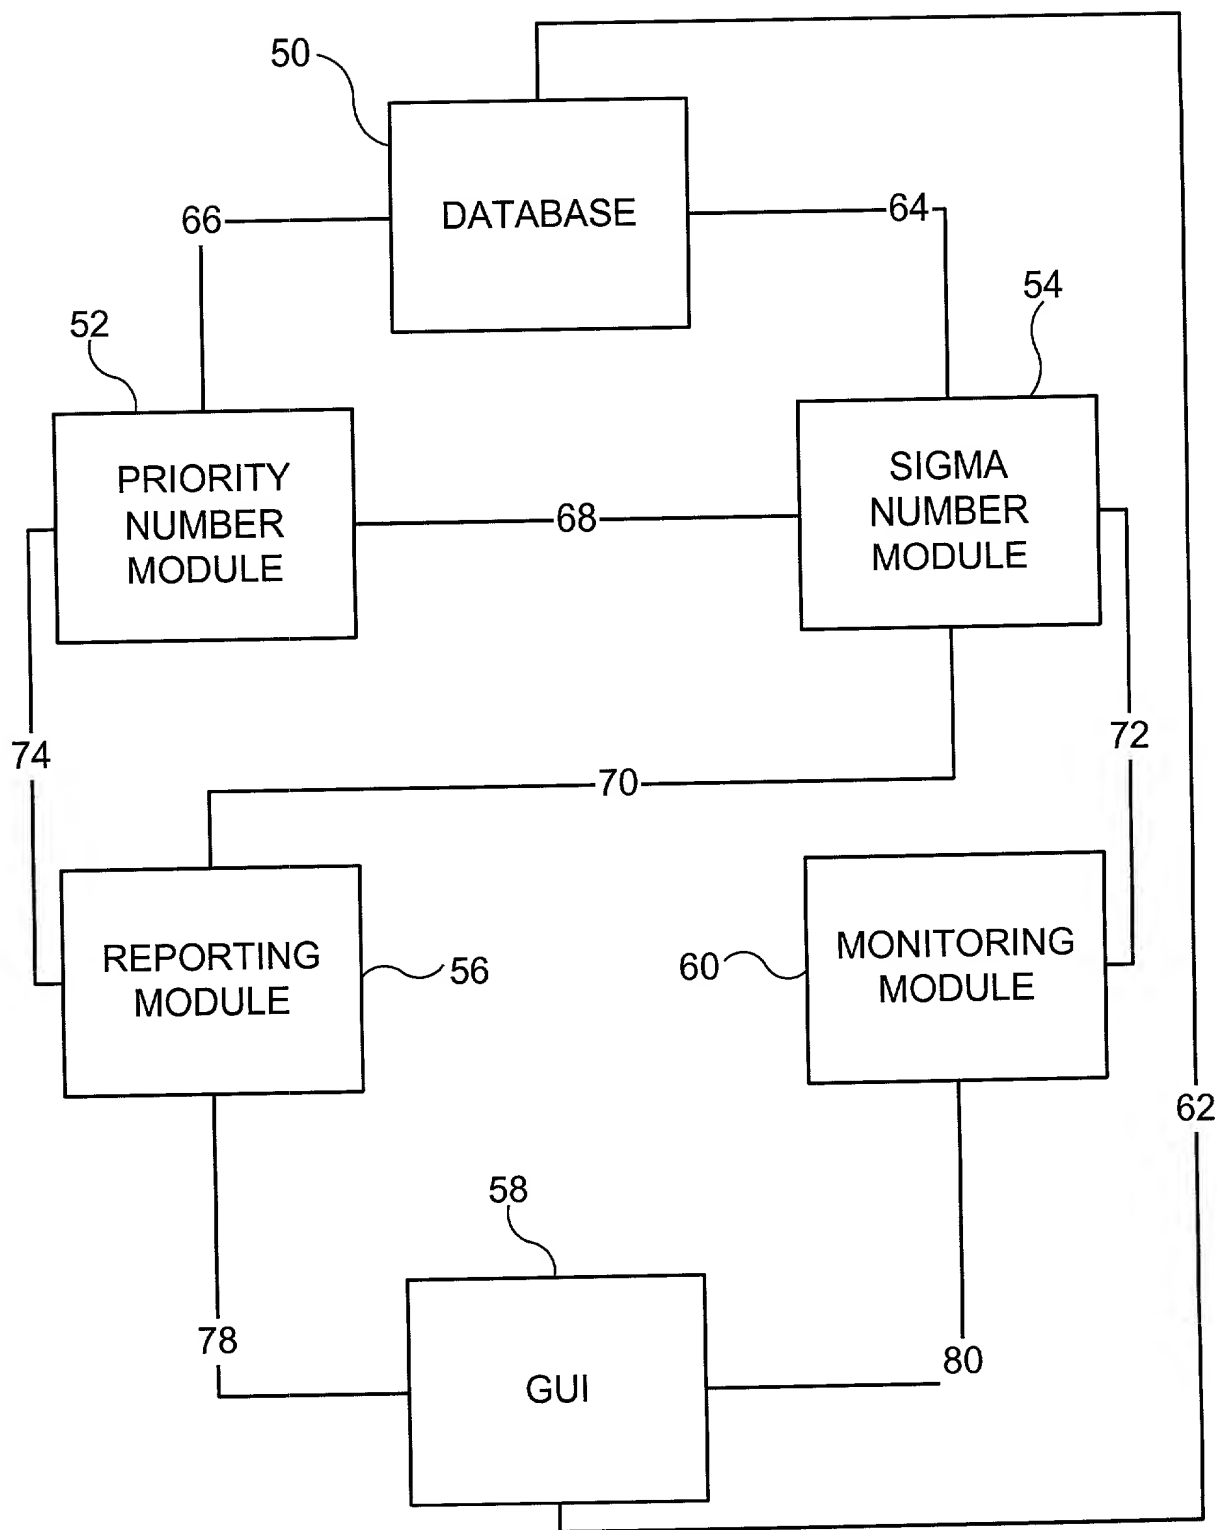 50
DATABASE
66
64
54
52
PRIORITY
NUMBER
MODULE
68
SIGMA
NUMBER
MODULE
74
72
70
REPORTING
MODULE
56
60
MONITORING
MODULE
62
58
78
80
GUI